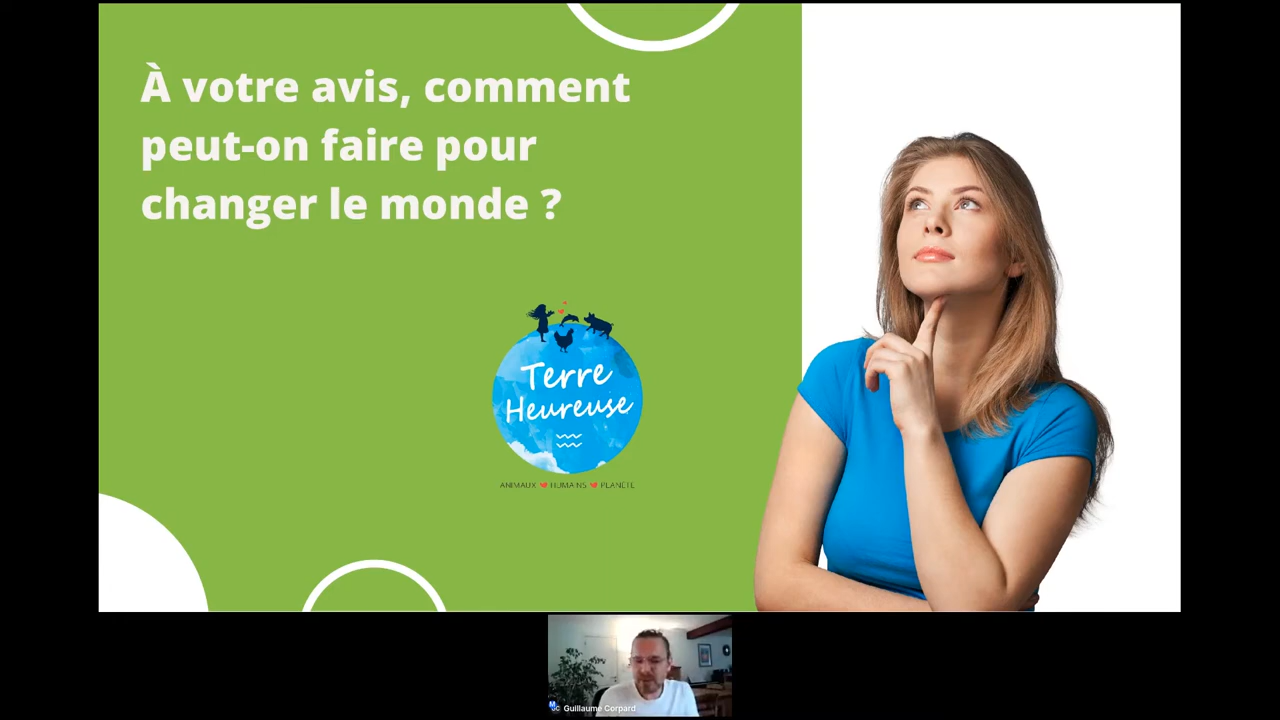 À votre avis, comment
peut-on faire pour
changer le monde ?
Terre
Heureuse
ANIMAUX HUMAINS PLANÈTE
Guillaume Corpard